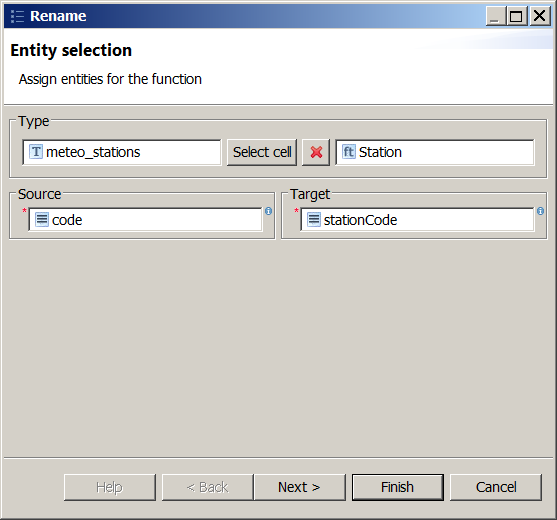 Rename
Entity selection
Assign entities for the function
Type
T meteo_stations Select cell ft Station
Source Target
* code i * stationCode i
Help < Back Next > Finish Cancel